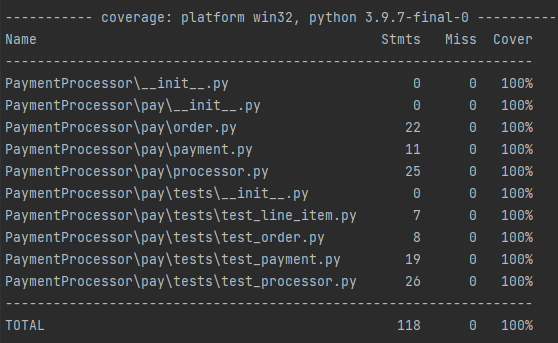 ----------- coverage: platform win32, python 3.9.7-final-0 ----------
Name                                          Stmts   Miss  Cover
------------------------------------------------------------------
PaymentProcessor\__init__.py                      0      0   100%
PaymentProcessor\pay\__init__.py                  0      0   100%
PaymentProcessor\pay\order.py                    22      0   100%
PaymentProcessor\pay\payment.py                  11      0   100%
PaymentProcessor\pay\processor.py                25      0   100%
PaymentProcessor\pay\tests\__init__.py            0      0   100%
PaymentProcessor\pay\tests\test_line_item.py      7      0   100%
PaymentProcessor\pay\tests\test_order.py          8      0   100%
PaymentProcessor\pay\tests\test_payment.py       19      0   100%
PaymentProcessor\pay\tests\test_processor.py     26      0   100%
------------------------------------------------------------------
TOTAL                                           118      0   100%